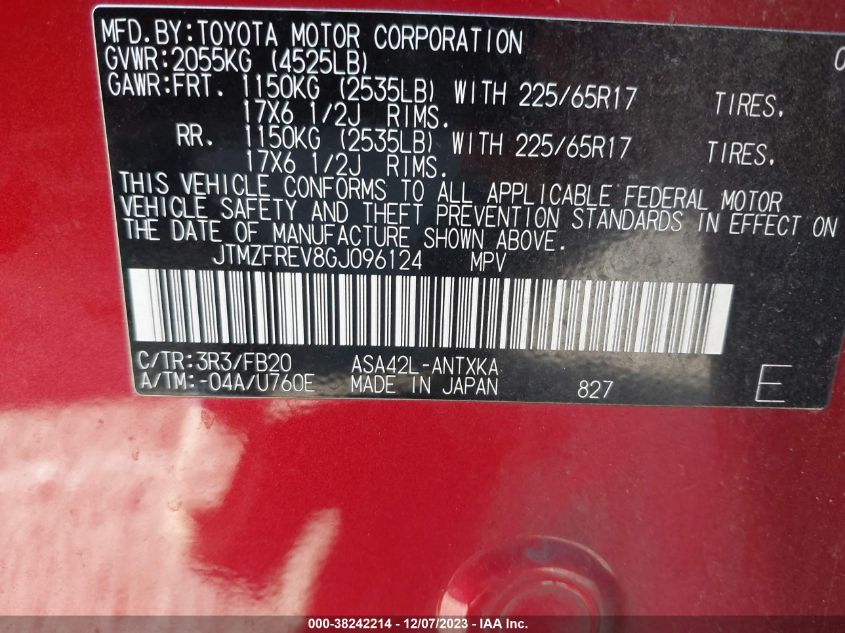 MFD.BY:TOYOTA MOTOR CORPORATION 0
GVWR:2055KG (4525LB)
GAWR:FRT. 1150KG (2535LB) WITH 225/65R17 TIRES,
17X6 1/2J RIMS.
RR. 1150KG (2535LB) WITH 225/65R17 TIRES,
17X6 1/2J RIMS.
THIS VEHICLE CONFORMS TO ALL APPLICABLE FEDERAL MOTOR
VEHICLE SAFETY AND THEFT PREVENTION STANDARDS IN EFFECT ON
THE DATE OF MANUFACTURE SHOWN ABOVE.
JTMZFREV8GJ096124 MPV
C/TR:3R3/FB20 ASA42L-ANTXKA
A/TM:-04A/U760E MADE IN JAPAN 827 E
000-38242214 - 12/07/2023 - IAA Inc.